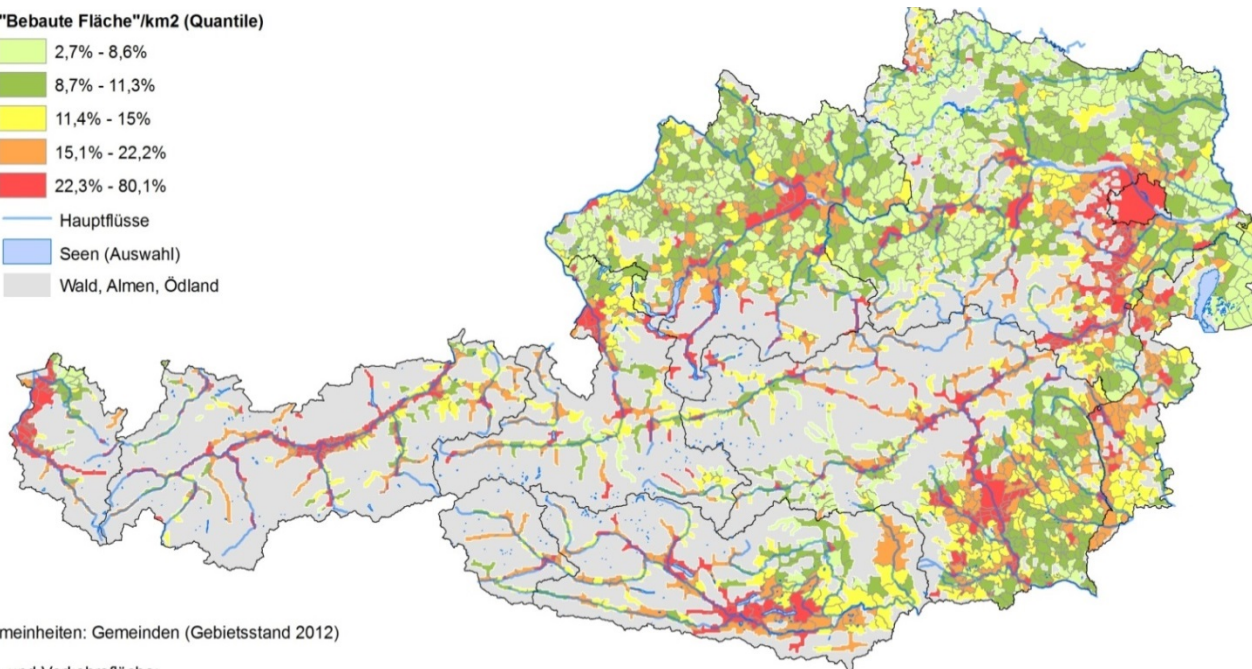 "Bebaute Fläche"/km2 (Quantile)
2,7% - 8,6%
8,7% - 11,3%
11,4% - 15%
15,1% - 22,2%
22,3% - 80,1%
Hauptflüsse
Seen (Auswahl)
Wald, Almen, Ödland
meinheiten: Gemeinden (Gebietsstand 2012)